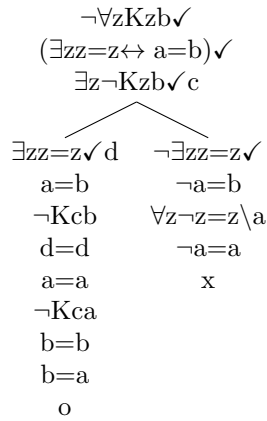 ¬∀zKzb✓
(∃zz=z↔ a=b)✓
∃z¬Kzb✓c
∃zz=z✓d ¬∃zz=z✓
a=b ¬a=b
¬Kcb ∀z¬z=z\a
d=d ¬a=a
a=a x
¬Kca
b=b
b=a
o